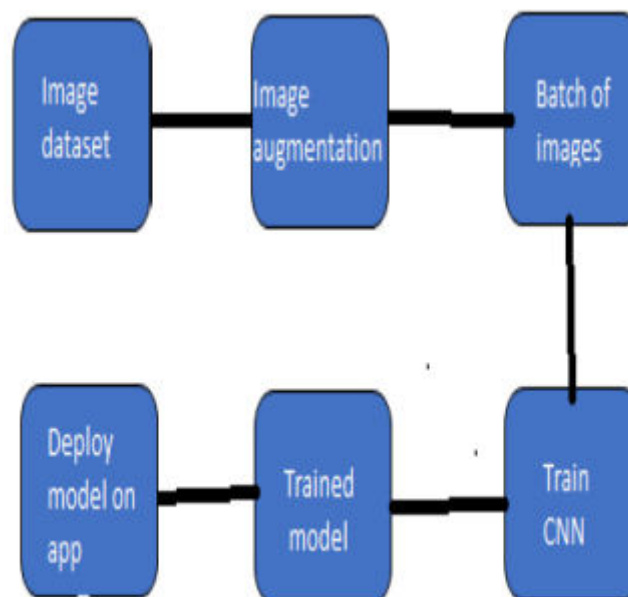 Image
dataset
Image
augmentation
Batch of
images
Deploy
model on
app
Trained
model
Train
CNN